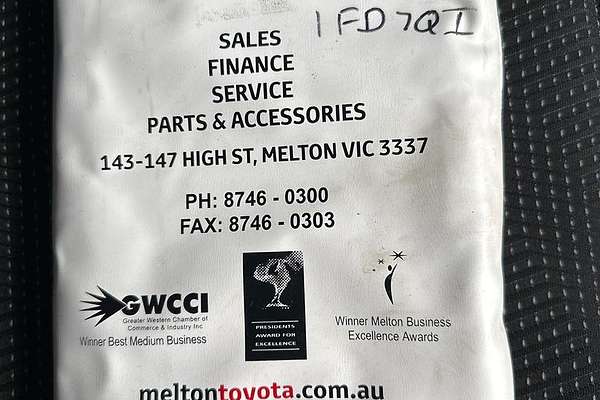 1FD7QI
SALES
FINANCE
SERVICE
PARTS & ACCESSORIES
143-147 HIGH ST, MELTON VIC 3337
PH: 8746 - 0300
FAX: 8746 - 0303
GWCCI
Greater Western Chamber of
Commerce & Industry Inc
Winner Best Medium Business
PRESIDENTS
AWARD FOR
EXCELLENCE
Winner Melton Business
Excellence Awards
meltontoyota.com.au